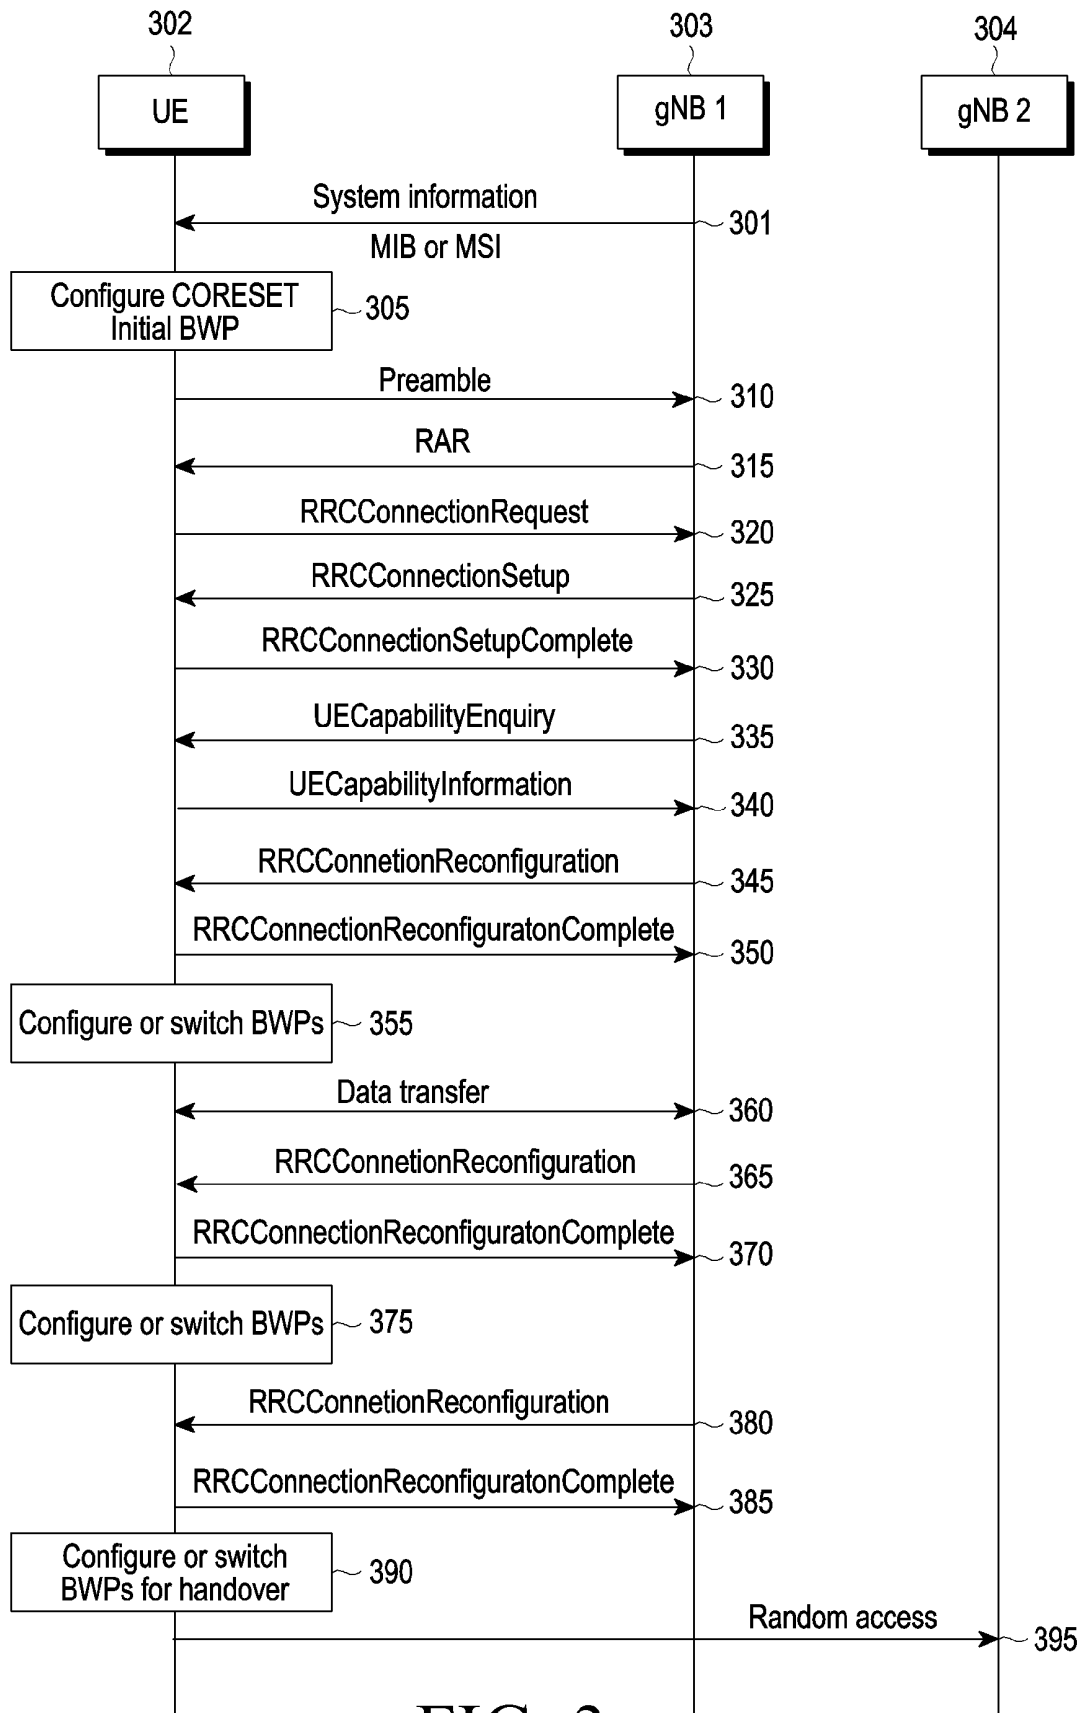 302
303
304
UE
gNB 1
gNB 2
System information
301
MIB or MSI
Configure CORESET
Initial BWP
305
Preamble
310
RAR
315
RRCConnectionRequest
320
RRCConnectionSetup
325
RRCConnectionSetupComplete
330
UECapabilityEnquiry
335
UECapabilityInformation
340
RRCConnetionReconfiguration
345
RRCConnectionReconfiguratonComplete
350
Configure or switch BWPs
355
Data transfer
360
RRCConnetionReconfiguration
365
RRCConnectionReconfiguratonComplete
370
Configure or switch BWPs
375
RRCConnetionReconfiguration
380
RRCConnectionReconfiguratonComplete
385
Configure or switch
BWPs for handover
390
Random access
395